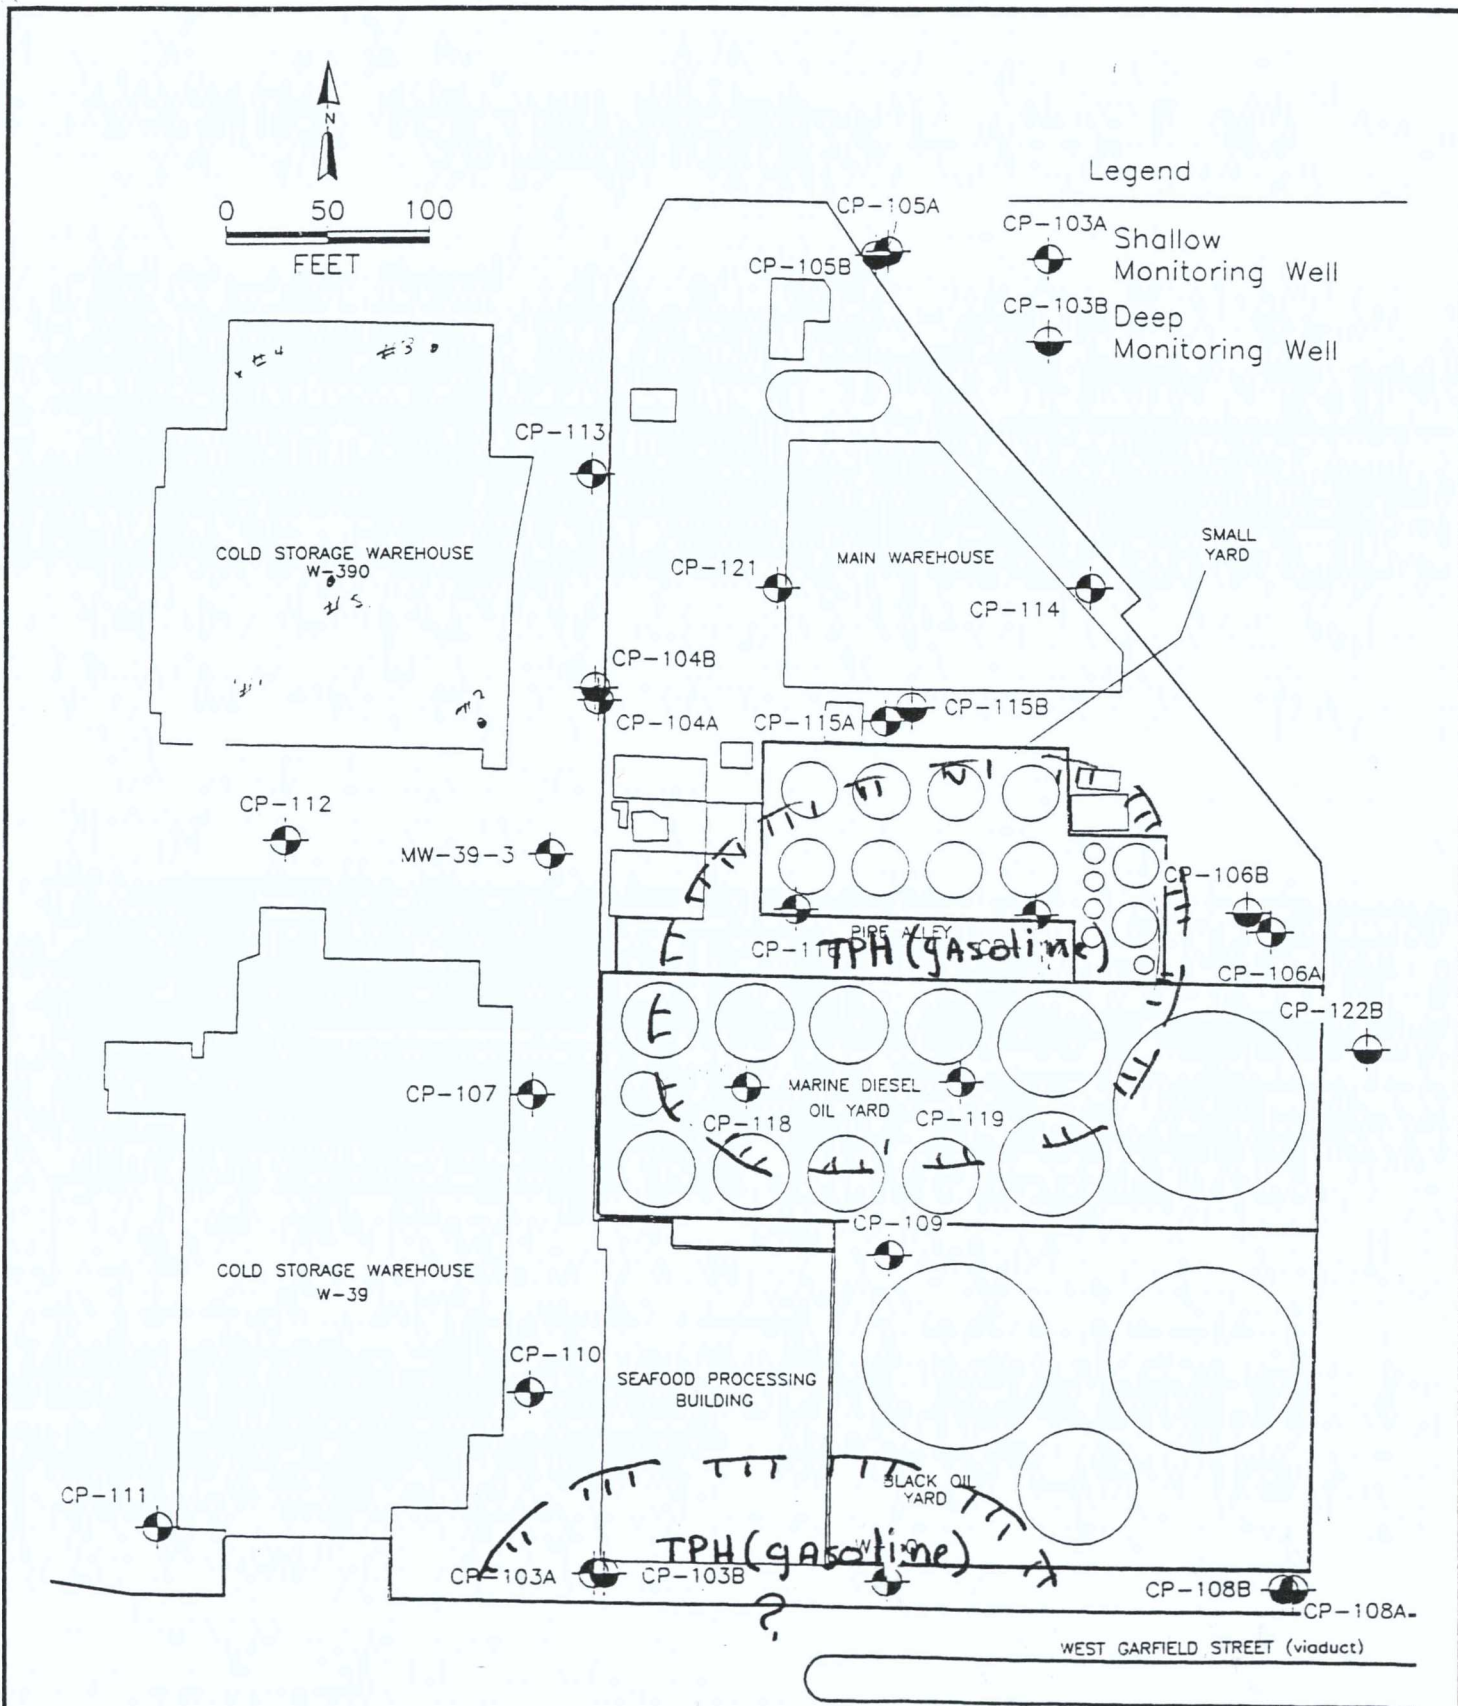 N
0 50 100
FEET
Legend
CP-103A
Shallow
Monitoring Well
CP-103B
Deep
Monitoring Well
CP-105A
CP-105B
# 4
# 3
CP-113
COLD STORAGE WAREHOUSE
W-390
# 5
CP-121
MAIN WAREHOUSE
CP-114
SMALL
YARD
CP-104B
CP-104A
CP-115A
CP-115B
CP-112
MW-39-3
CP-106B
PIPE ALLEY
TPH (gasoline)
CP-106A
CP-122B
CP-107
MARINE DIESEL
OIL YARD
CP-118
CP-119
CP-109
COLD STORAGE WAREHOUSE
W-39
CP-110
SEAFOOD PROCESSING
BUILDING
BLACK OIL
YARD
CP-111
TPH (gasoline)
CP-103A
CP-103B
?
CP-108B
CP-108A
WEST GARFIELD STREET (viaduct)